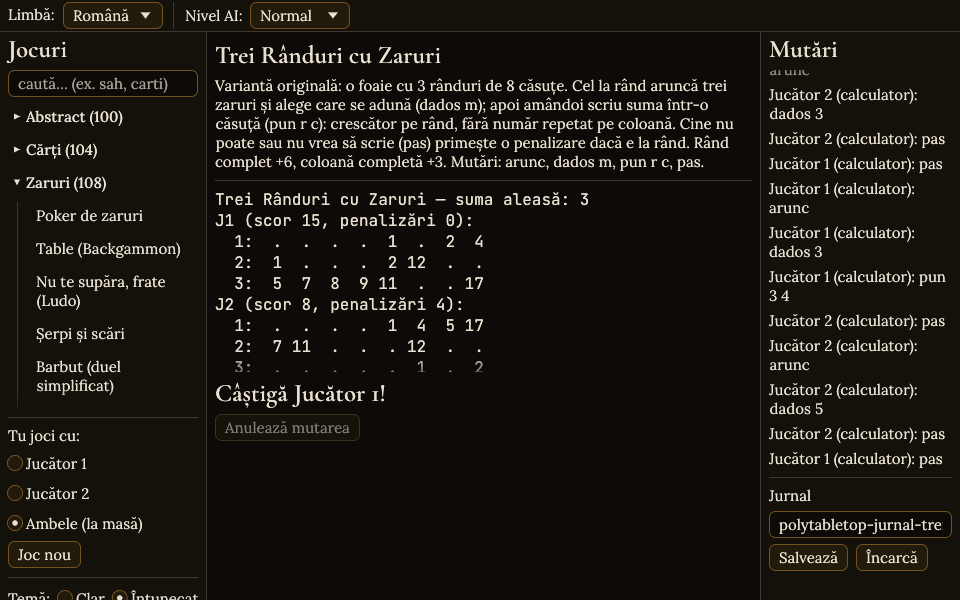 Limbă: Română ▼ Nivel AI: Normal ▼
Jocuri
caută... (ex. sah, carti)
▸ Abstract (100)
▸ Cărți (104)
▾ Zaruri (108)
Poker de zaruri
Table (Backgammon)
Nu te supăra, frate
(Ludo)
Șerpi și scări
Barbut (duel
simplificat)
Tu joci cu:
Jucător 1
Jucător 2
Ambele (la masă)
Joc nou
Temă: Clar Întunecat
Trei Rânduri cu Zaruri
Variantă originală: o foaie cu 3 rânduri de 8 căsuțe. Cel la rând aruncă trei
zaruri și alege care se adună (dados m); apoi amândoi scriu suma într-o
căsuță (pun r c): crescător pe rând, fără număr repetat pe coloană. Cine nu
poate sau nu vrea să scrie (pas) primește o penalizare dacă e la rând. Rând
complet +6, coloană completă +3. Mutări: arunc, dados m, pun r c, pas.
Trei Rânduri cu Zaruri — suma aleasă: 3
J1 (scor 15, penalizări 0):
1: . . . . 1 . 2 4
2: 1 . . . 2 12 . .
3: 5 7 8 9 11 . . 17
J2 (scor 8, penalizări 4):
1: . . . . 1 4 5 17
2: 7 11 . . . 12 . .
3: . . . . . 1 . 2
Câștigă Jucător 1!
Anulează mutarea
Mutări
arunc
Jucător 2 (calculator):
dados 3
Jucător 2 (calculator): pas
Jucător 1 (calculator): pas
Jucător 1 (calculator):
arunc
Jucător 1 (calculator):
dados 3
Jucător 1 (calculator): pun
3 4
Jucător 2 (calculator): pas
Jucător 2 (calculator):
arunc
Jucător 2 (calculator):
dados 5
Jucător 2 (calculator): pas
Jucător 1 (calculator): pas
Jurnal
polytabletop-jurnal-tre
Salvează Încarcă